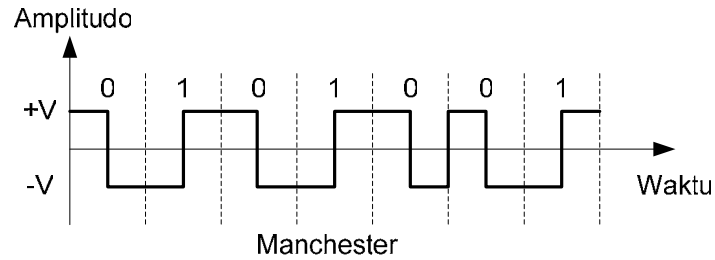 Amplitudo
0 1 0 1 0 0 1
+V
-V
Waktu
Manchester